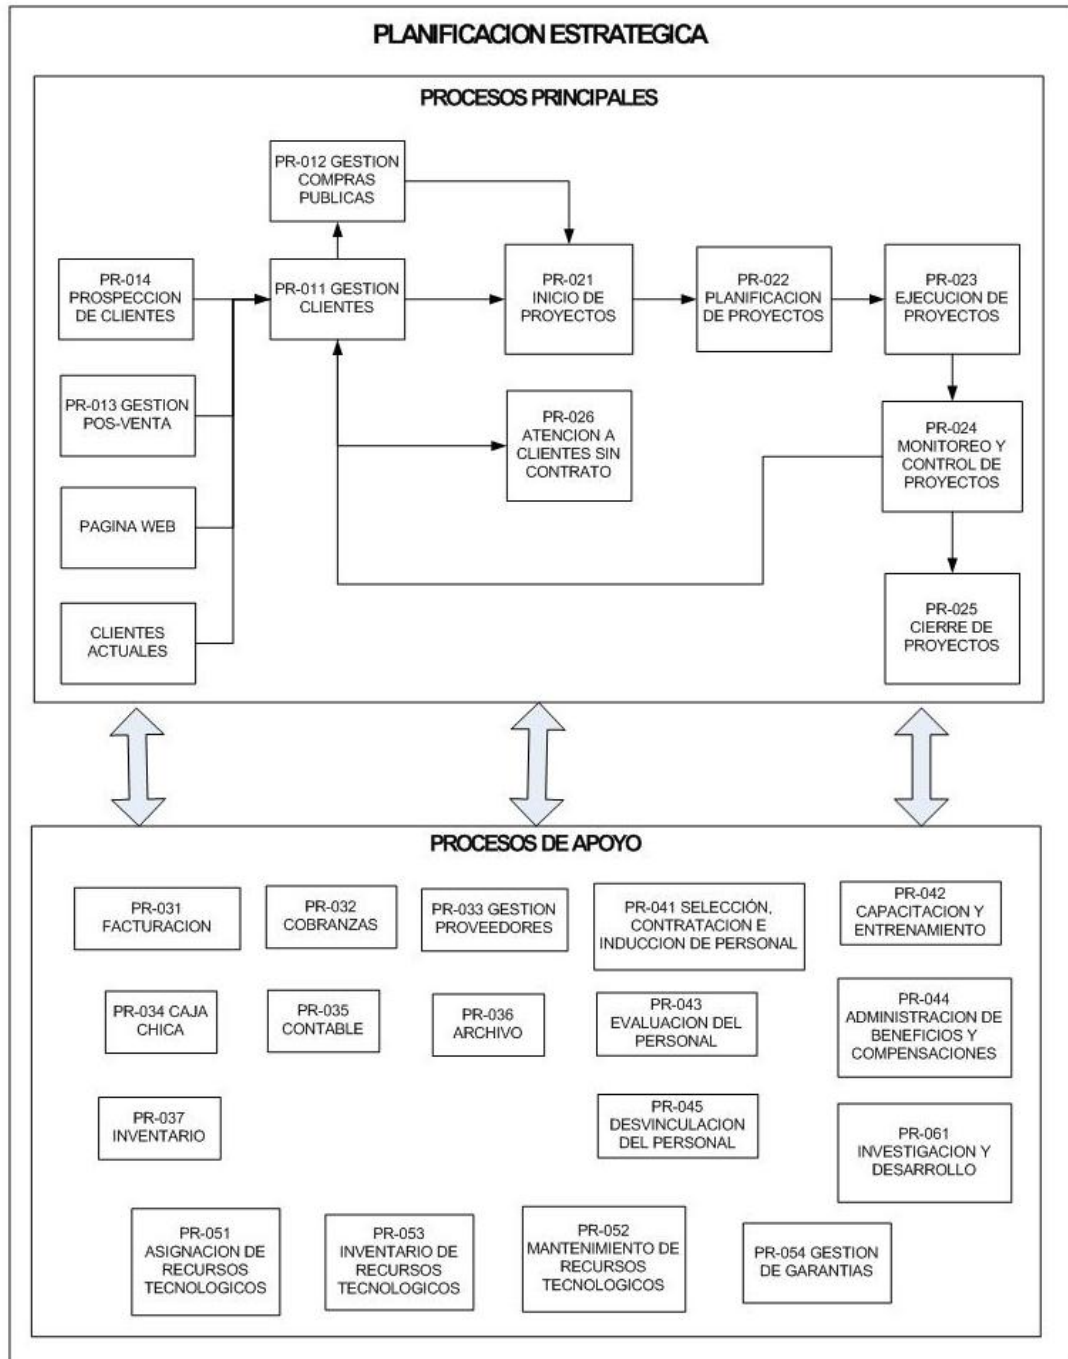 PLANIFICACION ESTRATEGICA
PROCESOS PRINCIPALES
PR-012 GESTION
COMPRAS
PUBLICAS
PR-014
PROSPECCION
DE CLIENTES
PR-011 GESTION
CLIENTES
PR-021
INICIO DE
PROYECTOS
PR-022
PLANIFICACION
DE PROYECTOS
PR-023
EJECUCION DE
PROYECTOS
PR-013 GESTION
POS-VENTA
PR-026
ATENCION A
CLIENTES SIN
CONTRATO
PR-024
MONITOREO Y
CONTROL DE
PROYECTOS
PAGINA WEB
CLIENTES
ACTUALES
PR-025
CIERRE DE
PROYECTOS
PROCESOS DE APOYO
PR-031
FACTURACION
PR-032
COBRANZAS
PR-033 GESTION
PROVEEDORES
PR-041 SELECCIÓN,
CONTRATACION E
INDUCCION DE PERSONAL
PR-042
CAPACITACION Y
ENTRENAMIENTO
PR-034 CAJA
CHICA
PR-035
CONTABLE
PR-036
ARCHIVO
PR-043
EVALUACION DEL
PERSONAL
PR-044
ADMINISTRACION DE
BENEFICIOS Y
COMPENSACIONES
PR-037
INVENTARIO
PR-045
DESVINCULACION
DEL PERSONAL
PR-061
INVESTIGACION Y
DESARROLLO
PR-051
ASIGNACION DE
RECURSOS
TECNOLOGICOS
PR-053
INVENTARIO DE
RECURSOS
TECNOLOGICOS
PR-052
MANTENIMIENTO DE
RECURSOS
TECNOLOGICOS
PR-054 GESTION
DE GARANTIAS